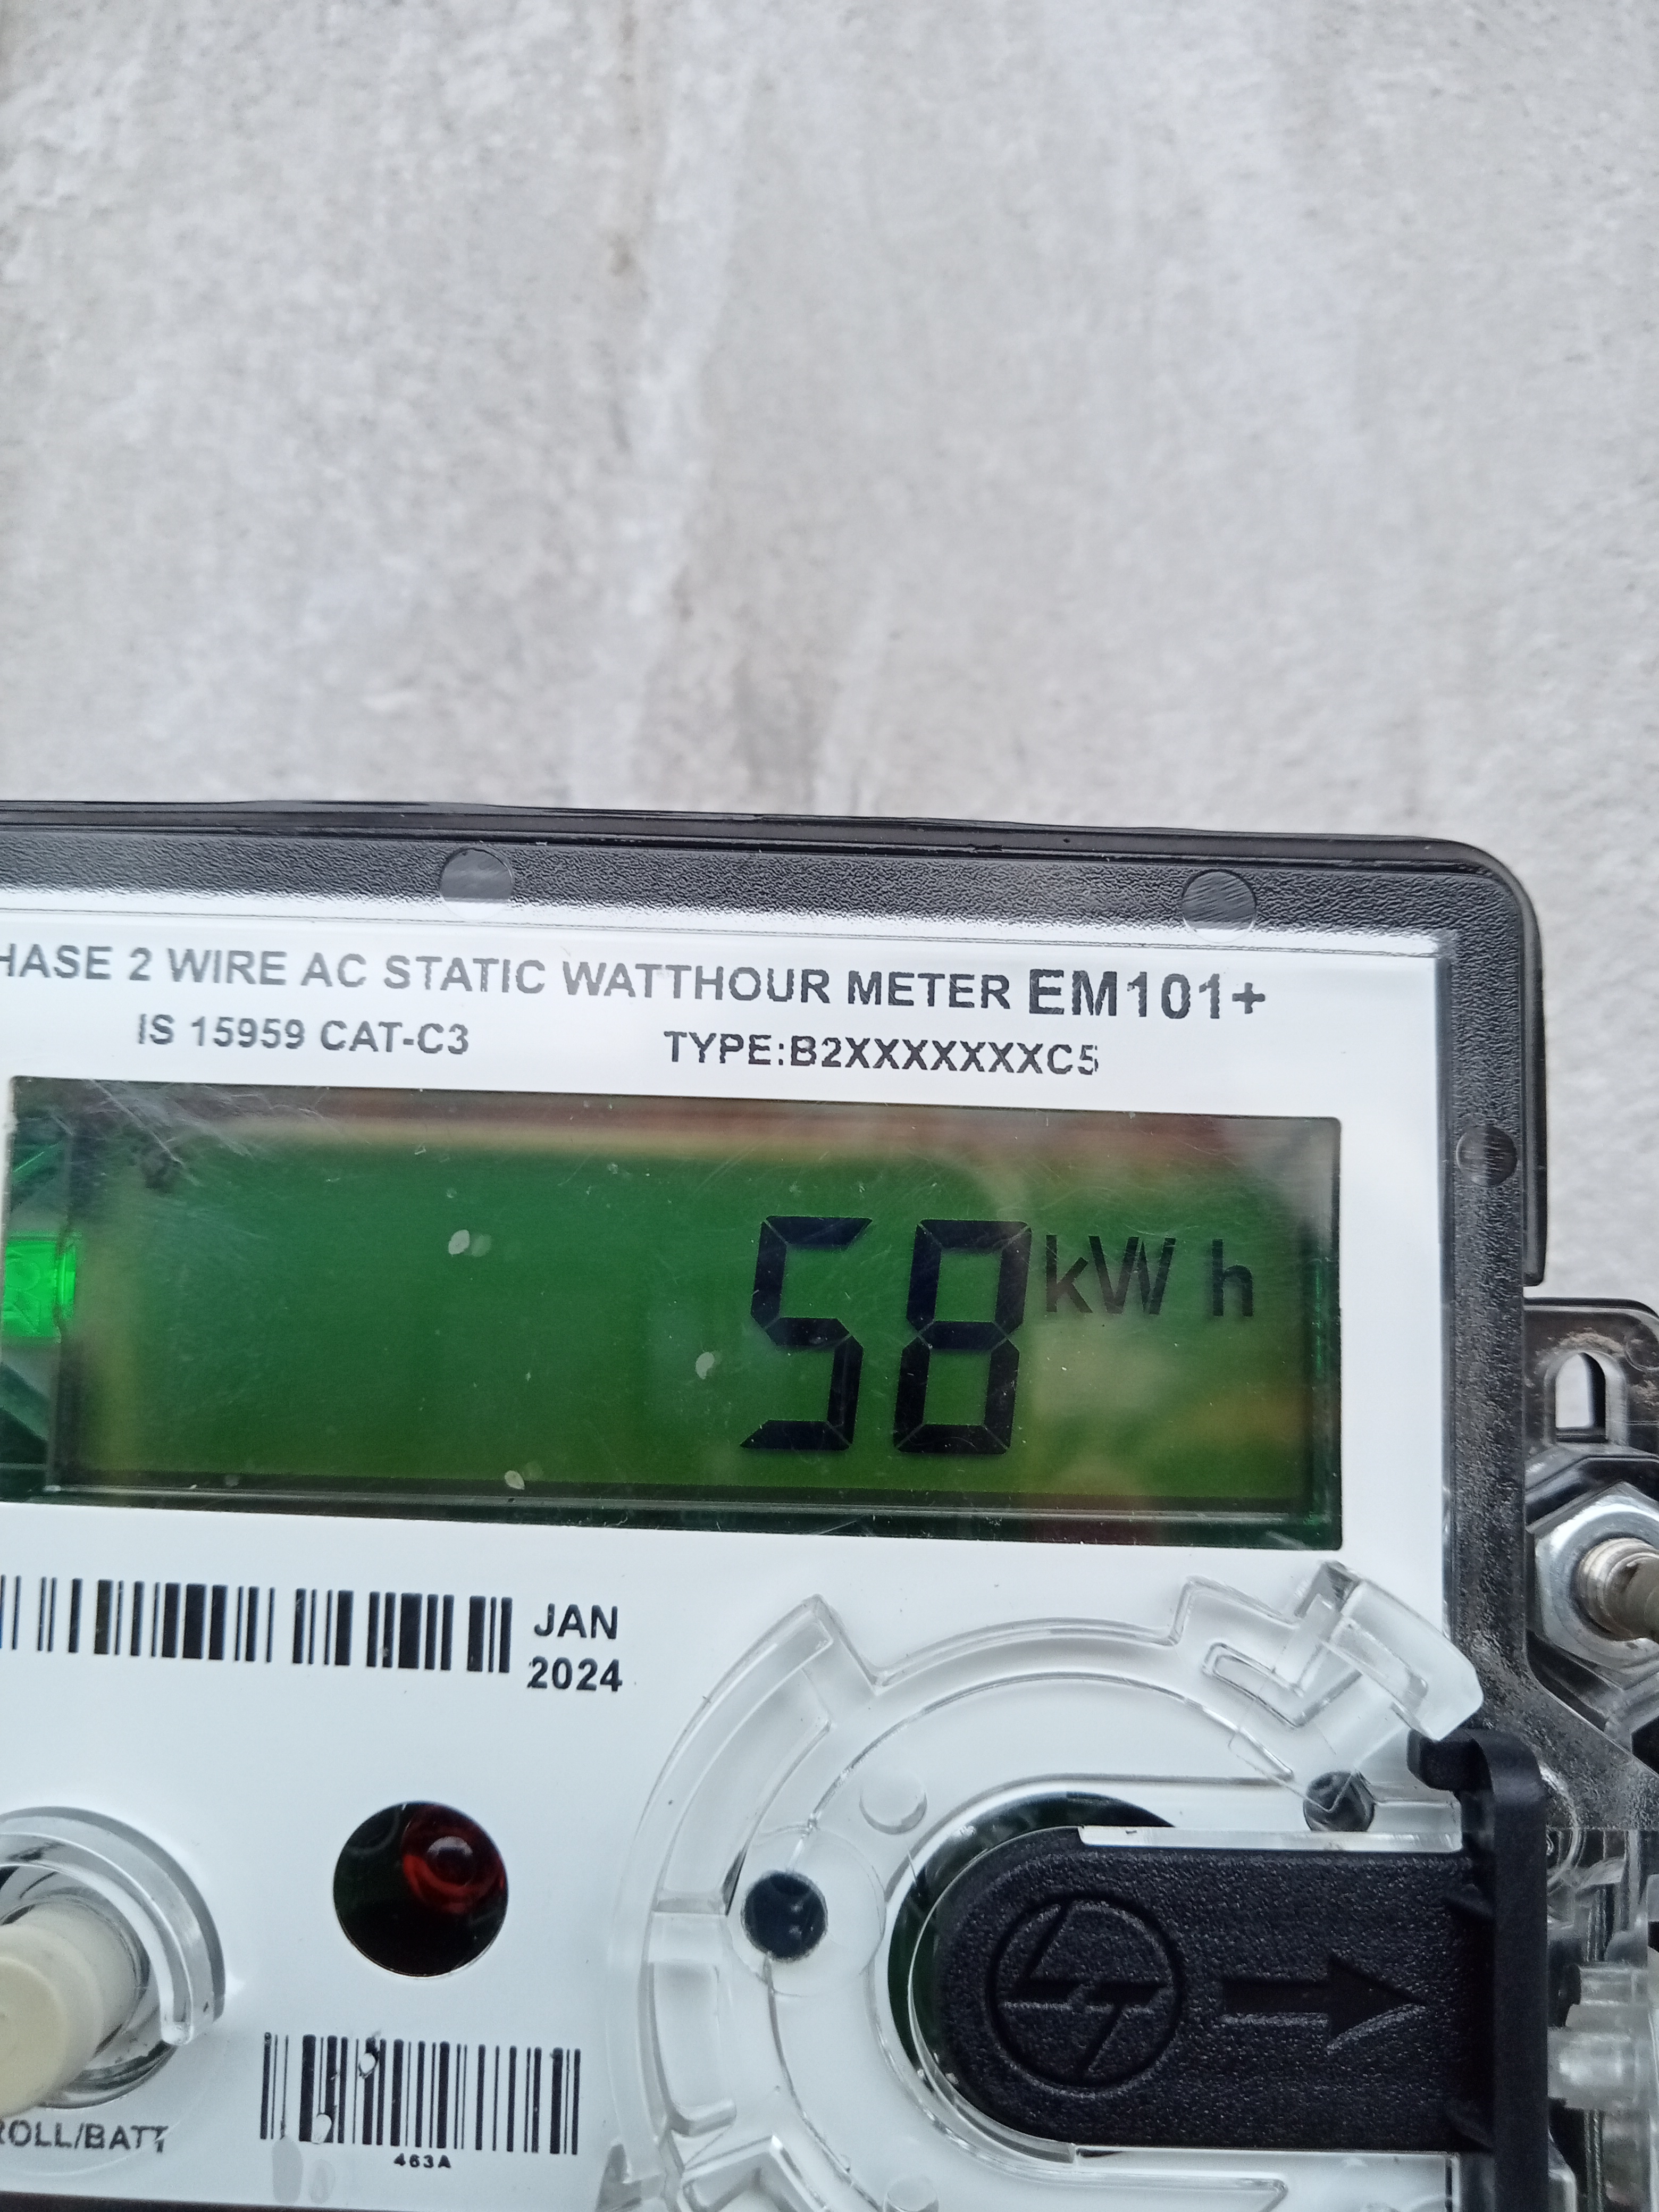 HASE 2 WIRE AC STATIC WATTHOUR METER EM101+
IS 15959 CAT-C3 TYPE:B2XXXXXXXC5
58 kW h
JAN
2024
ROLL/BATT
463A
LT